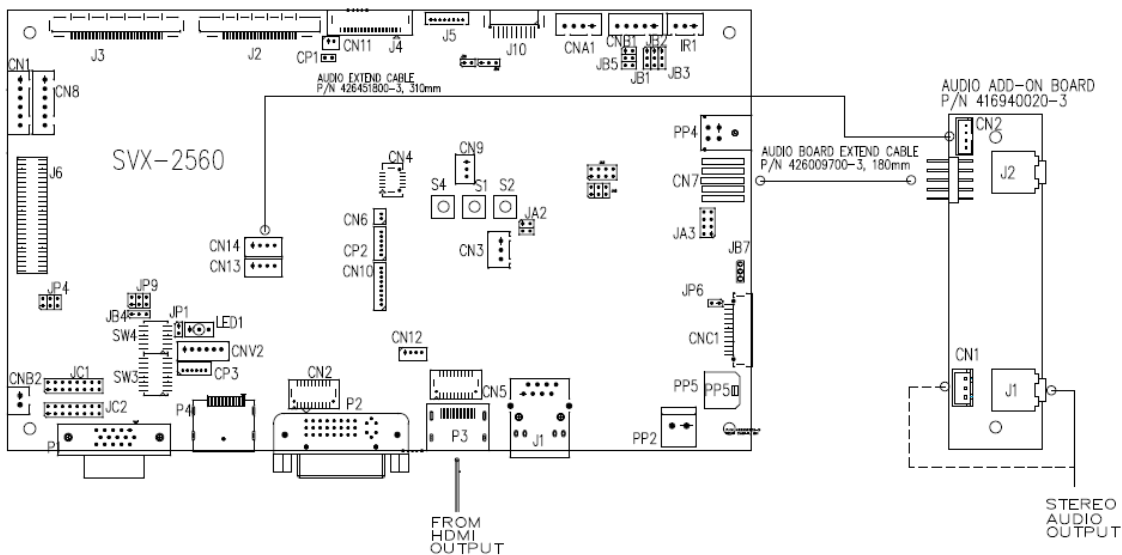 J3
J2
CN11
J4
J5
J10
CNA1
CNB1
JB2
IR1
CP1
JB5
JB1
JB3
CN1
CN8
AUDIO EXTEND CABLE
P/N 426451800-3, 310mm
AUDIO ADD-ON BOARD
P/N 416940020-3
CN2
PP4
AUDIO BOARD EXTEND CABLE
P/N 426009700-3, 180mm
SVX-2560
J6
CN4
CN9
CN7
J2
S4
S1
S2
CN6
JA2
JA3
CN14
CP2
CN3
CN13
CN10
JB7
JP4
JP9
JP6
JB4
JP1
LED1
SW4
CNC1
CNV2
CN12
CN1
CNB2
JC1
SW3
CP3
CN2
CN5
PP5
PP5
J1
JC2
P4
P2
P1
P3
J1
PP2
FROM
HDMI
OUTPUT
STEREO
AUDIO
OUTPUT